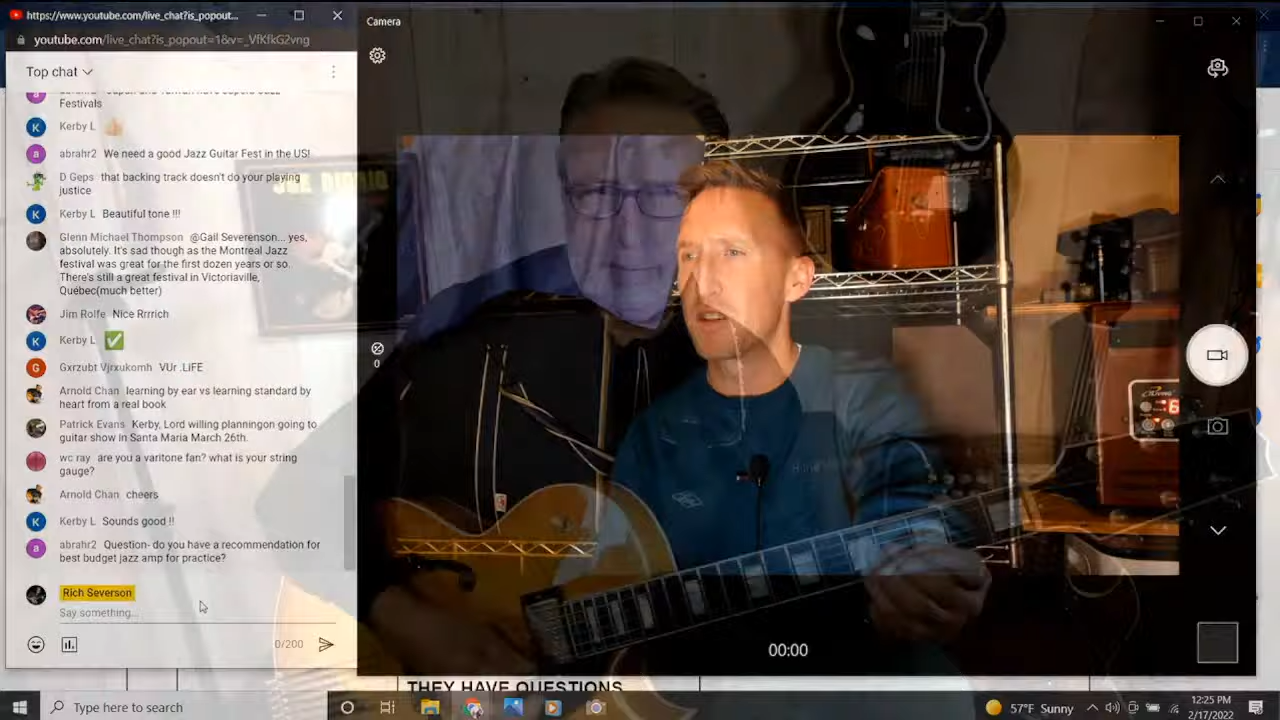 https://www.youtube.com/live_chat?is_popout...
youtube.com/live_chat?is_popout=1&v=_VfKfkG2vng
Top chat
Festivals
Kerby L
abrahr2 We need a good Jazz Guitar Fest in the US!
D Geps that backing track doesn't do your playing
justice
Kerby L Beautiful tone !!!
Glenn Michael Thompson @Gail Severenson... yes,
absolutely. It's sad though as the Montreal Jazz
festival was great for the first dozen years or so.
There's still a great festival in Victoriaville,
Quebec(much better)
Jim Rolfe Nice Rrrich
Kerby L
Gxrzubt Vjrxukomh VUr .LiFE
Arnold Chan learning by ear vs learning standard by
heart from a real book
Patrick Evans Kerby, Lord willing planningon going to
guitar show in Santa Maria March 26th.
wc ray are you a varitone fan? what is your string
gauge?
Arnold Chan cheers
Kerby L Sounds good !!
abrahr2 Question- do you have a recommendation for
best budget jazz amp for practice?
Rich Severson
Say something...
0/200
Camera
0
00:00
THEY HAVE QUESTIONS
Type here to search
57°F Sunny
12:25 PM
2/17/2022